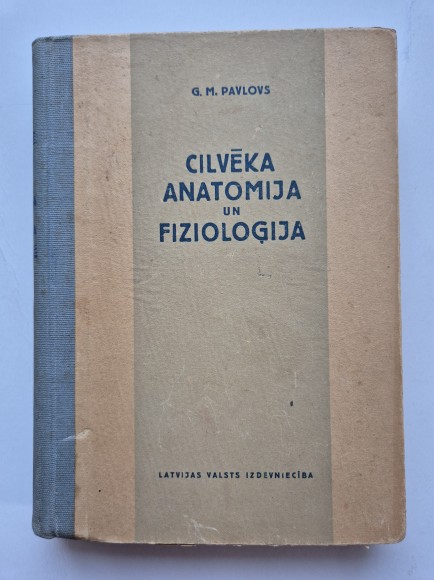 G. M. PAVLOVS
CILVĒKA
ANATOMIJA
UN
FIZIOLOĢIJA
LATVIJAS VALSTS IZDEVNIECĪBA